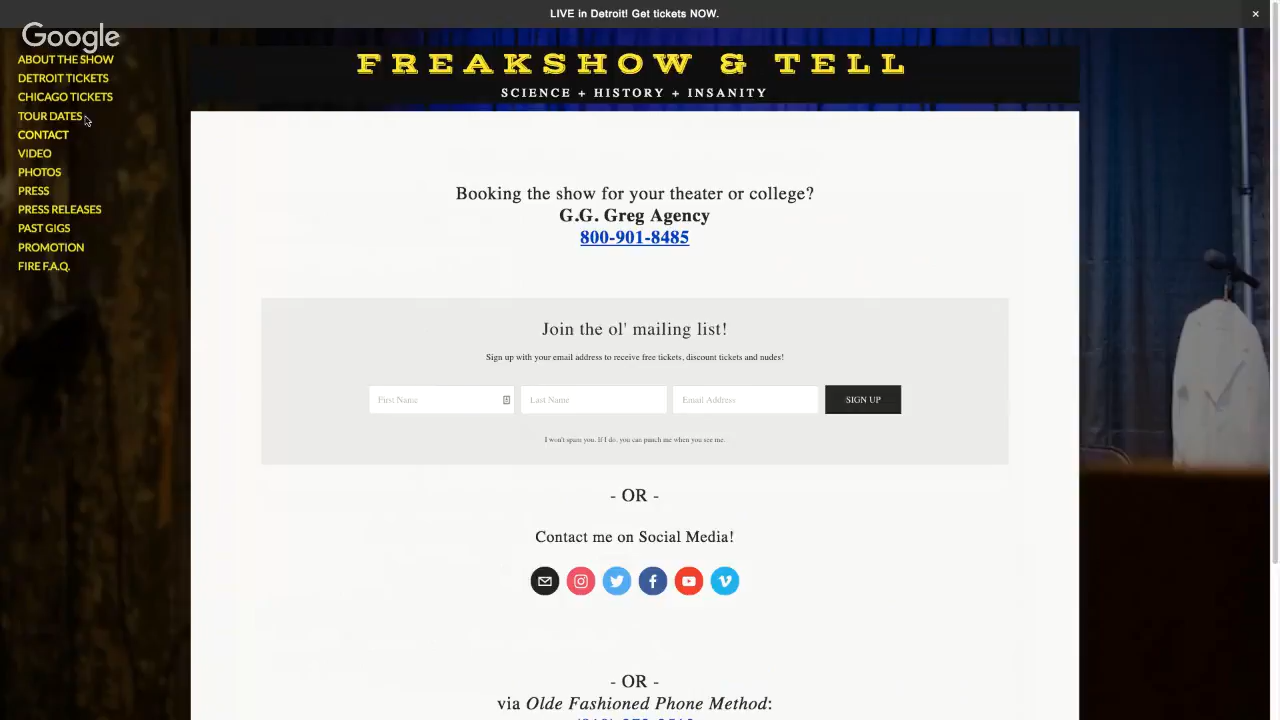 LIVE in Detroit! Get tickets NOW.
×
Google
ABOUT THE SHOW
DETROIT TICKETS
CHICAGO TICKETS
TOUR DATES
CONTACT
VIDEO
PHOTOS
PRESS
PRESS RELEASES
PAST GIGS
PROMOTION
FIRE F.A.Q.
FREAKSHOW & TELL
SCIENCE + HISTORY + INSANITY
Booking the show for your theater or college?
G.G. Greg Agency
800-901-8485
Join the ol' mailing list!
Sign up with your email address to receive free tickets, discount tickets and nudes!
First Name Last Name Email Address SIGN UP
I won't spam you. If I do, you can punch me when you see me.
- OR -
Contact me on Social Media!
- OR -
via Olde Fashioned Phone Method: